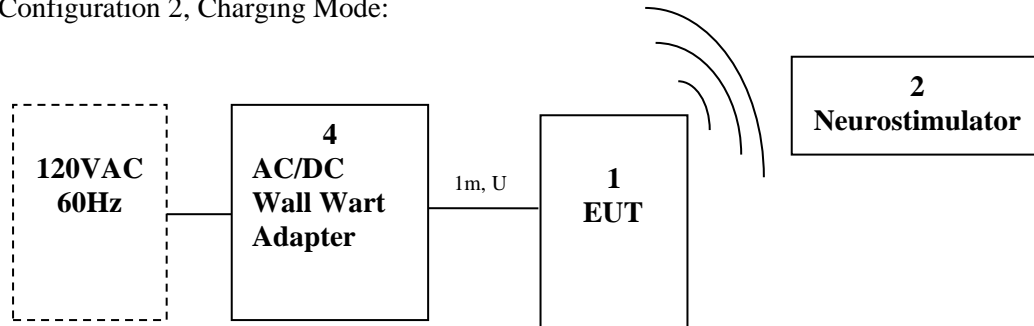 Configuration 2, Charging Mode:
2
Neurostimulator
4
AC/DC
Wall Wart
Adapter
120VAC
60Hz
1m, U
1
EUT